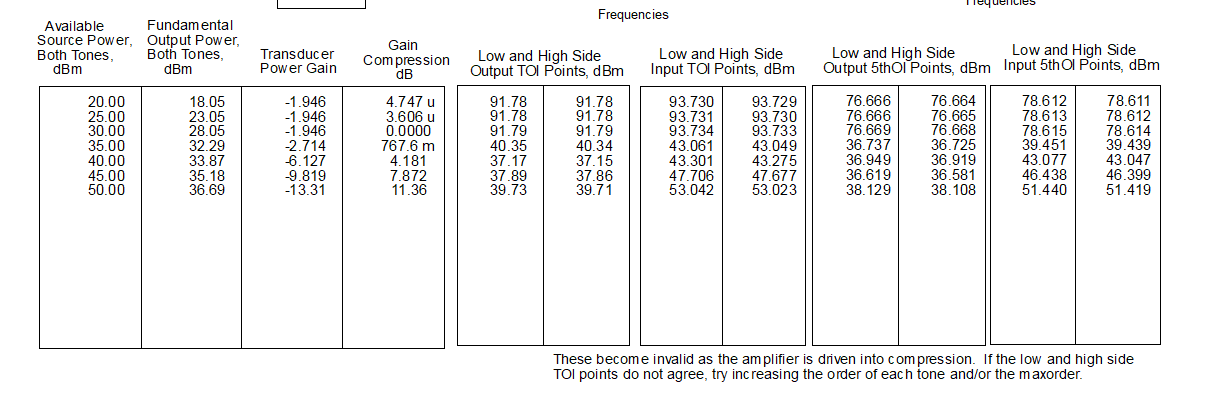 Frequencies
Frequencies
Available
Source Power,
Both Tones,
dBm
Fundamental
Output Power,
Both Tones,
dBm
Transducer
Power Gain
Gain
Compression
dB
Low and High Side
Output TOI Points, dBm
Low and High Side
Input TOI Points, dBm
Low and High Side
Output 5thOI Points, dBm
Low and High Side
Input 5thOI Points, dBm
20.00 18.05 -1.946 4.747 u 91.78 91.78 93.730 93.729 76.666 76.664 78.612 78.611
25.00 23.05 -1.946 3.606 u 91.78 91.78 93.731 93.730 76.666 76.665 78.613 78.612
30.00 28.05 -1.946 0.0000 91.79 91.79 93.734 93.733 76.669 76.668 78.615 78.614
35.00 32.29 -2.714 767.6 m 40.35 40.34 43.061 43.049 36.737 36.725 39.451 39.439
40.00 33.87 -6.127 4.181 37.17 37.15 43.301 43.275 36.949 36.919 43.077 43.047
45.00 35.18 -9.819 7.872 37.89 37.86 47.706 47.677 36.619 36.581 46.438 46.399
50.00 36.69 -13.31 11.36 39.73 39.71 53.042 53.023 38.129 38.108 51.440 51.419
These become invalid as the amplifier is driven into compression. If the low and high side
TOI points do not agree, try increasing the order of each tone and/or the maxorder.